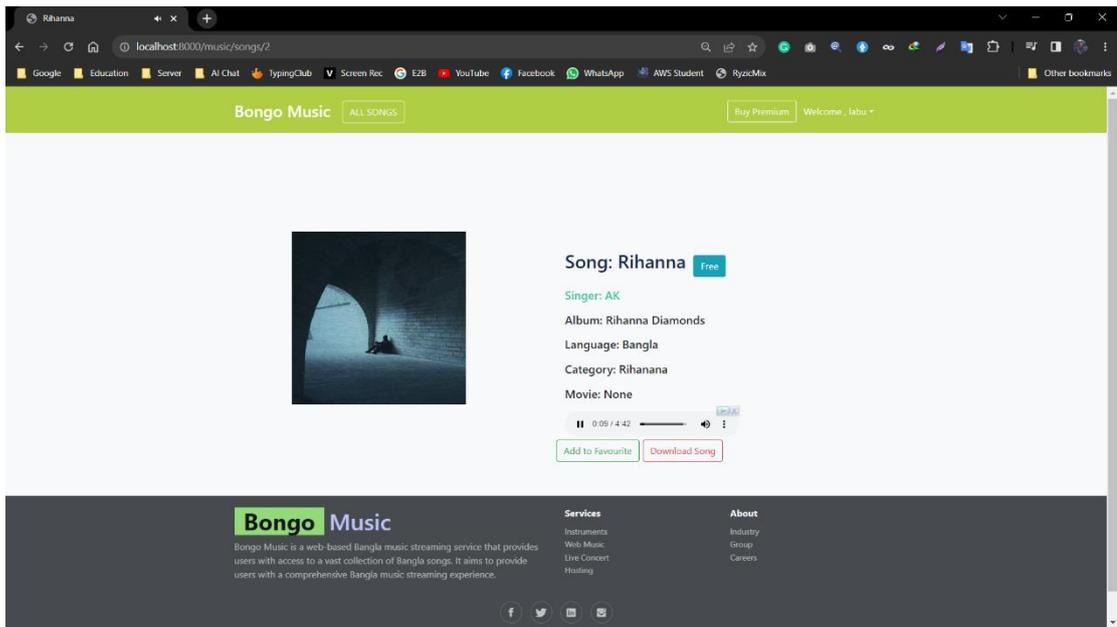 Rihanna
localhost:8000/music/songs/2
Google Education Server AI Chat TypingClub Screen Rec E2B YouTube Facebook WhatsApp AWS Student RyzicMix Other bookmarks
Bongo Music ALL SONGS Buy Premium Welcome , labu
Song: Rihanna Free
Singer: AK
Album: Rihanna Diamonds
Language: Bangla
Category: Rihanana
Movie: None
0:09 / 4:42
Add to Favourite Download Song
Bongo Music
Bongo Music is a web-based Bangla music streaming service that provides
users with access to a vast collection of Bangla songs. It aims to provide
users with a comprehensive Bangla music streaming experience.
Services
Instruments
Web Music
Live Concert
Hosting
About
Industry
Group
Careers